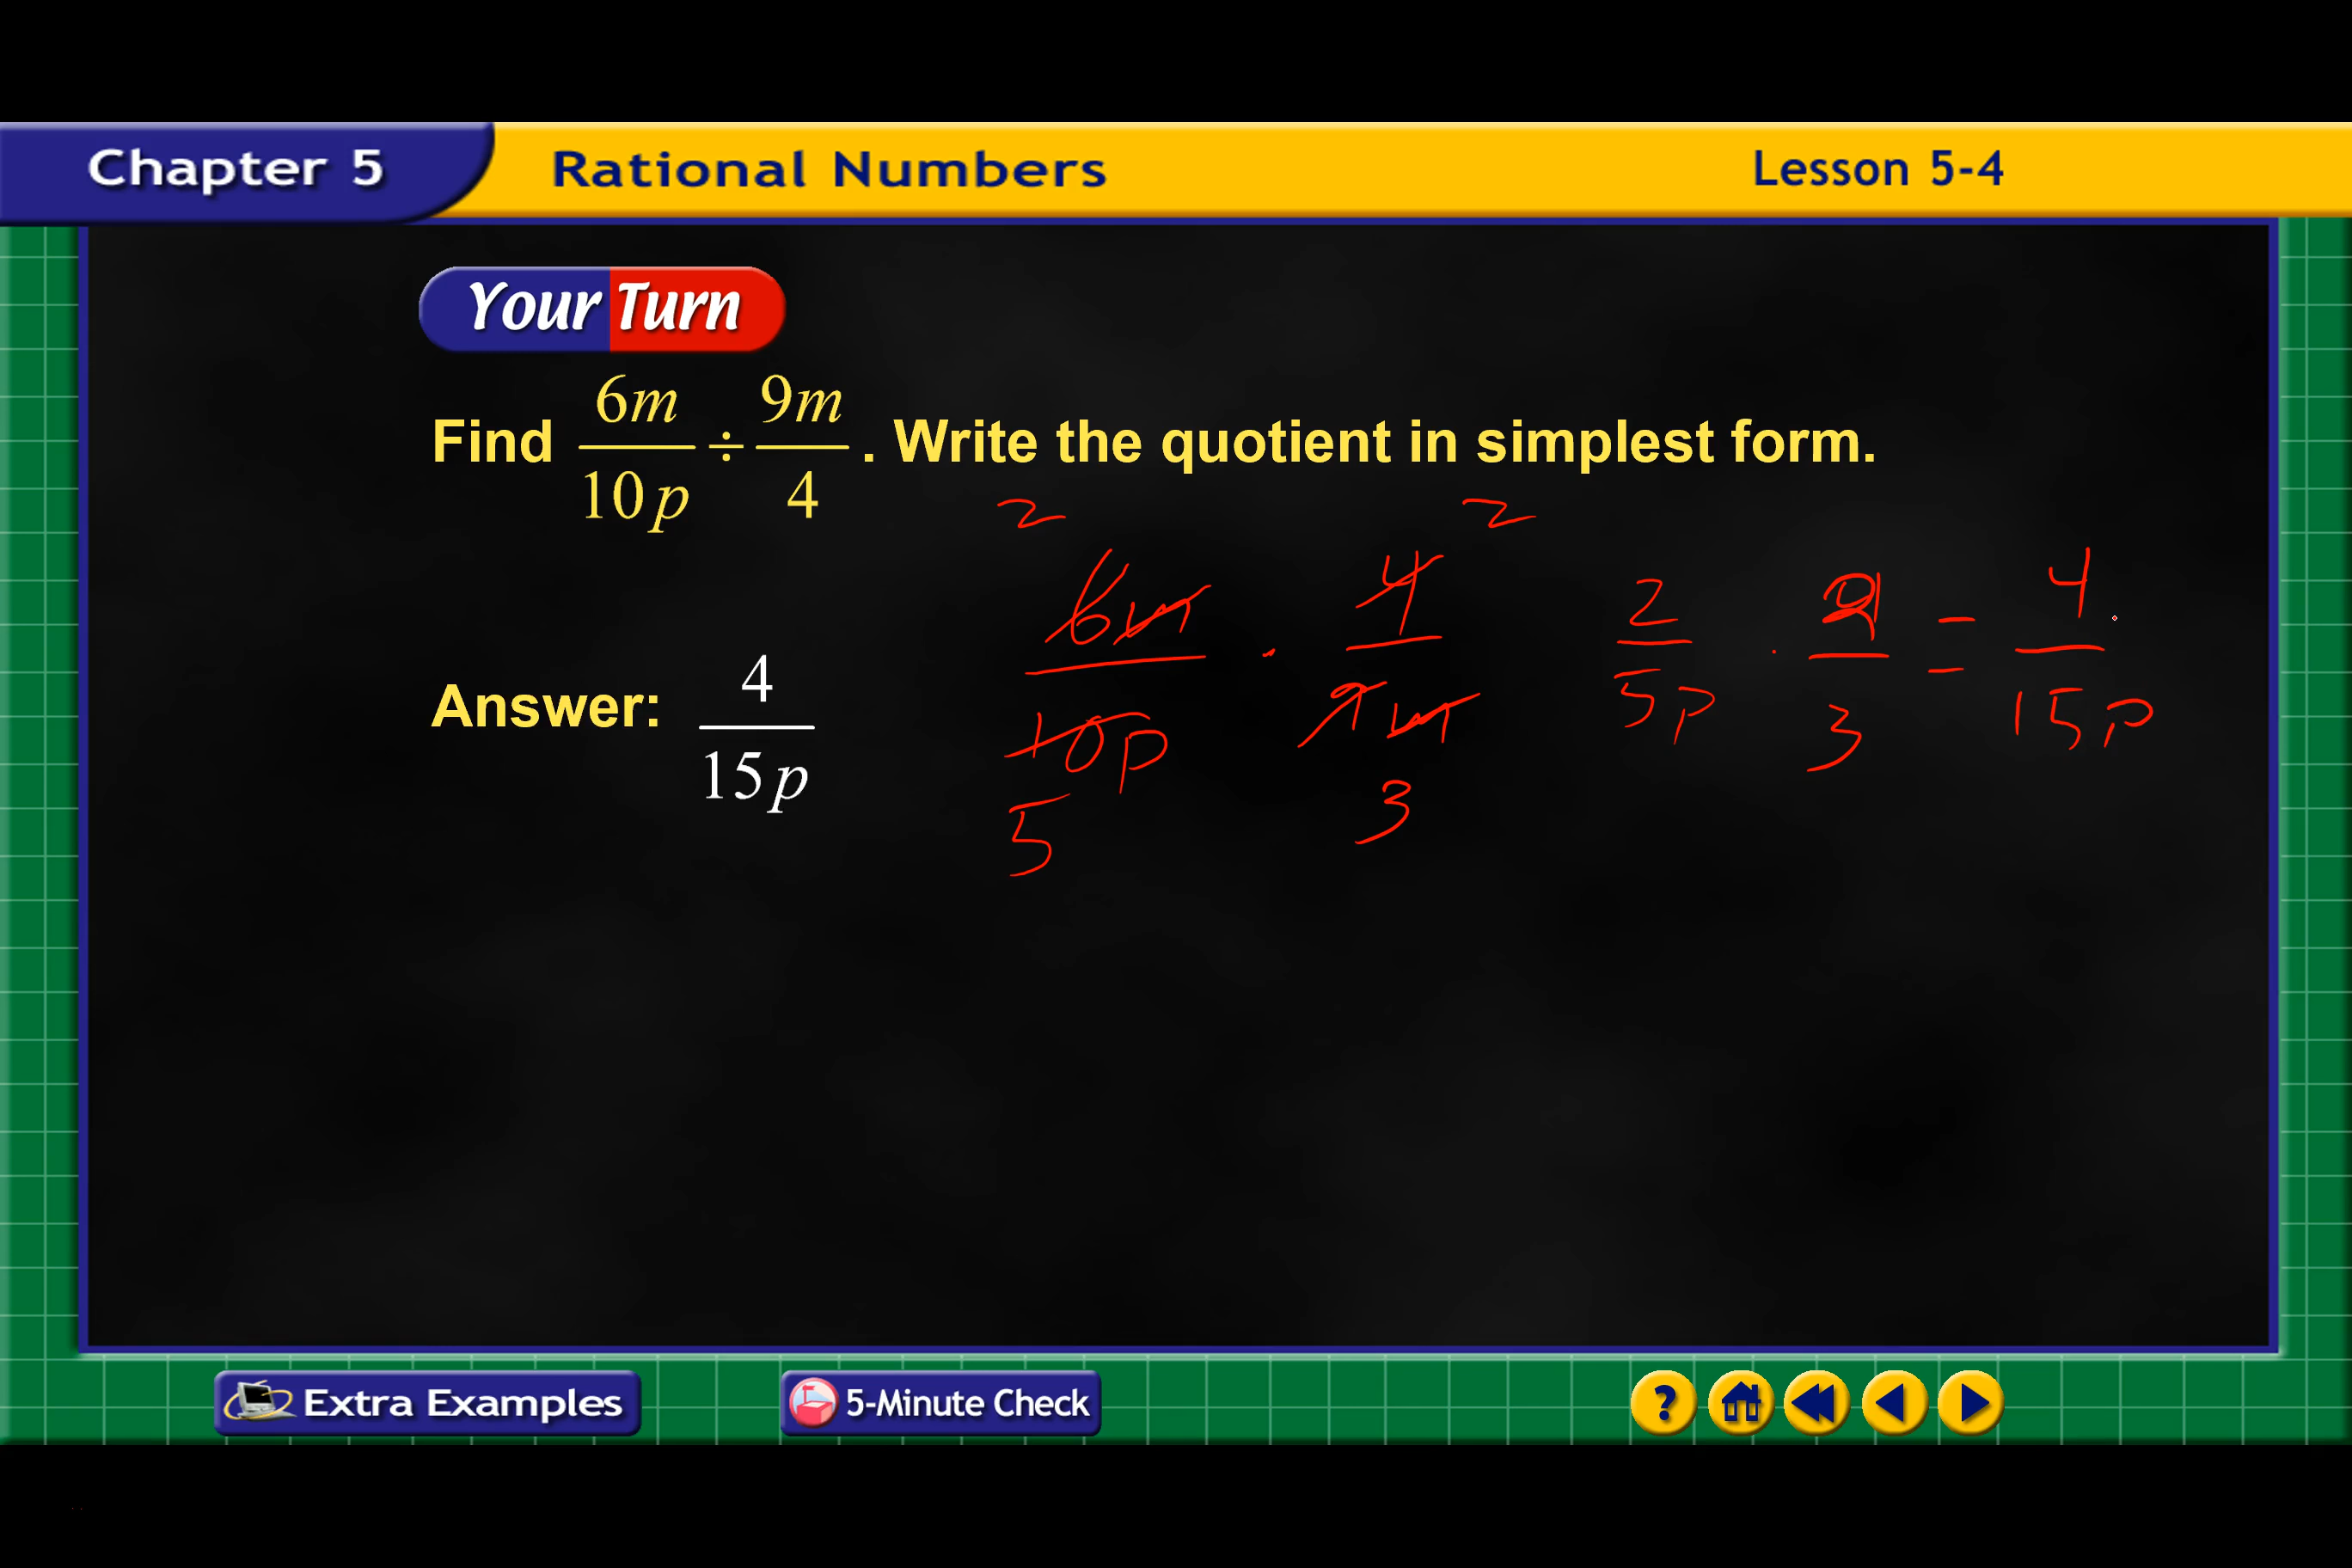 Chapter 5 Rational Numbers Lesson 5-4
Your Turn
Find 6m/10p ÷ 9m/4 . Write the quotient in simplest form.
2 2
6m/10p · 4/9m 2/5p · 2/3 = 4/15p
5 3
=
Answer: 4/15p
Extra Examples 5-Minute Check ?